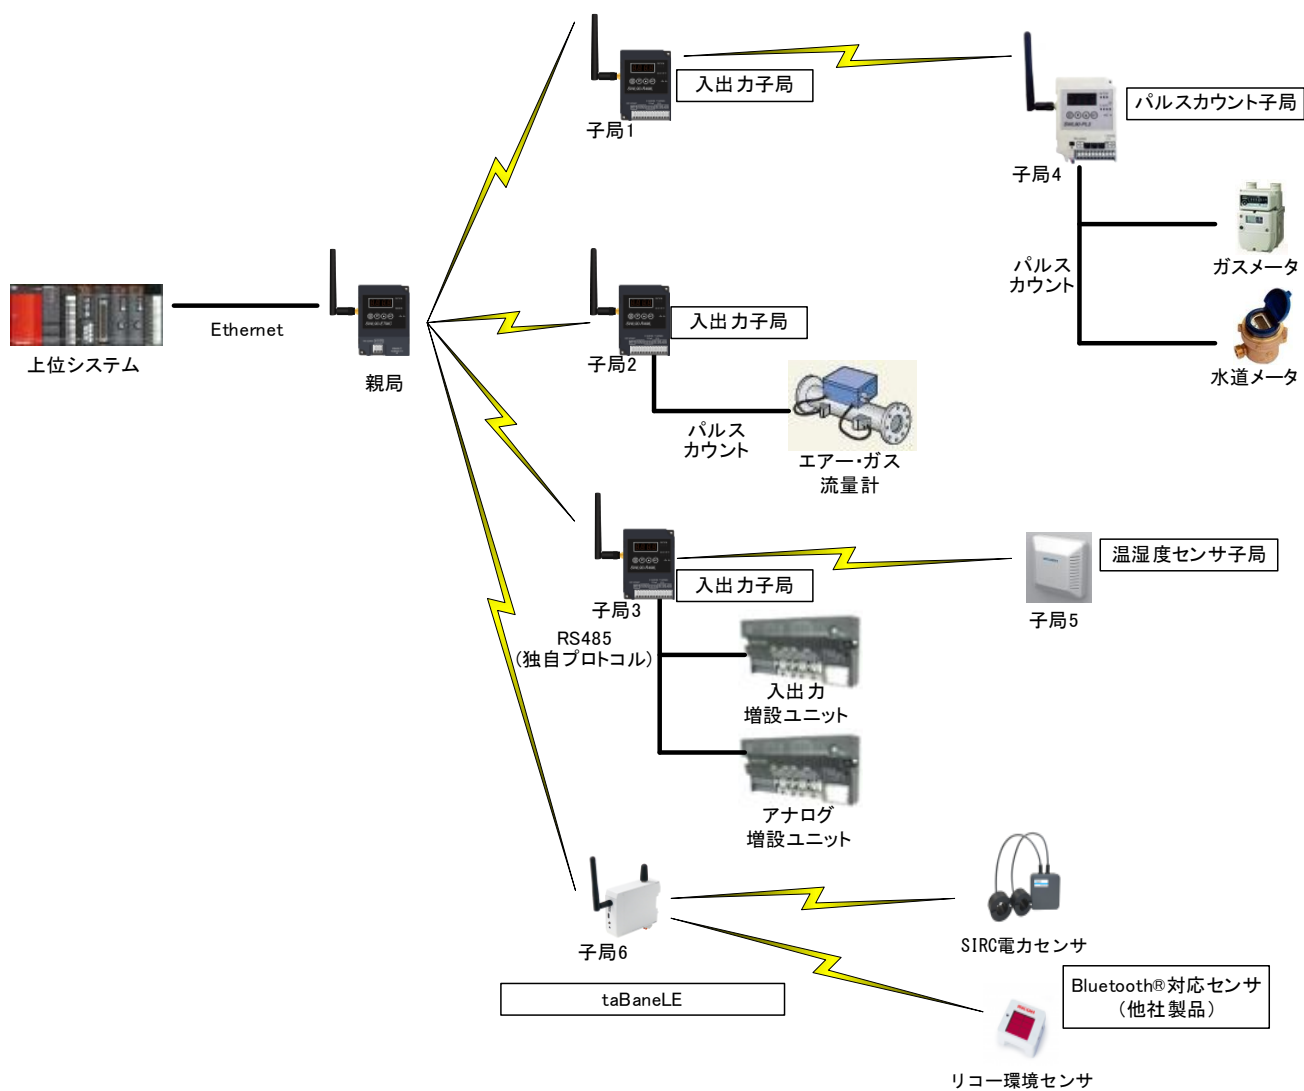 入出力子局
子局1
パルスカウント子局
子局4
パルス
カウント
ガスメータ
水道メータ
Ethernet
上位システム
親局
入出力子局
子局2
パルス
カウント
エアー・ガス
流量計
入出力子局
子局3
温湿度センサ子局
子局5
RS485
(独自プロトコル)
入出力
増設ユニット
アナログ
増設ユニット
子局6
taBaneLE
SIRC電力センサ
Bluetooth®対応センサ
(他社製品)
リコー環境センサ